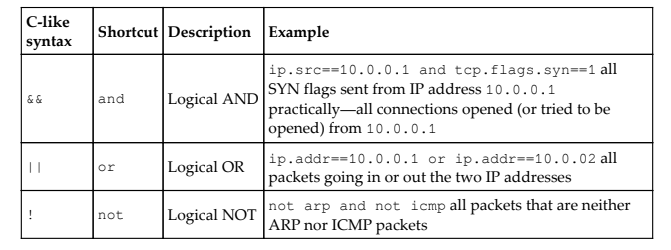 C-like syntax Shortcut Description Example
&& and Logical AND ip.src==10.0.0.1 and tcp.flags.syn==1 all
SYN flags sent from IP address 10.0.0.1
practically—all connections opened (or tried to be
opened) from 10.0.0.1
|| or Logical OR ip.addr==10.0.0.1 or ip.addr==10.0.02 all
packets going in or out the two IP addresses
! not Logical NOT not arp and not icmp all packets that are neither
ARP nor ICMP packets